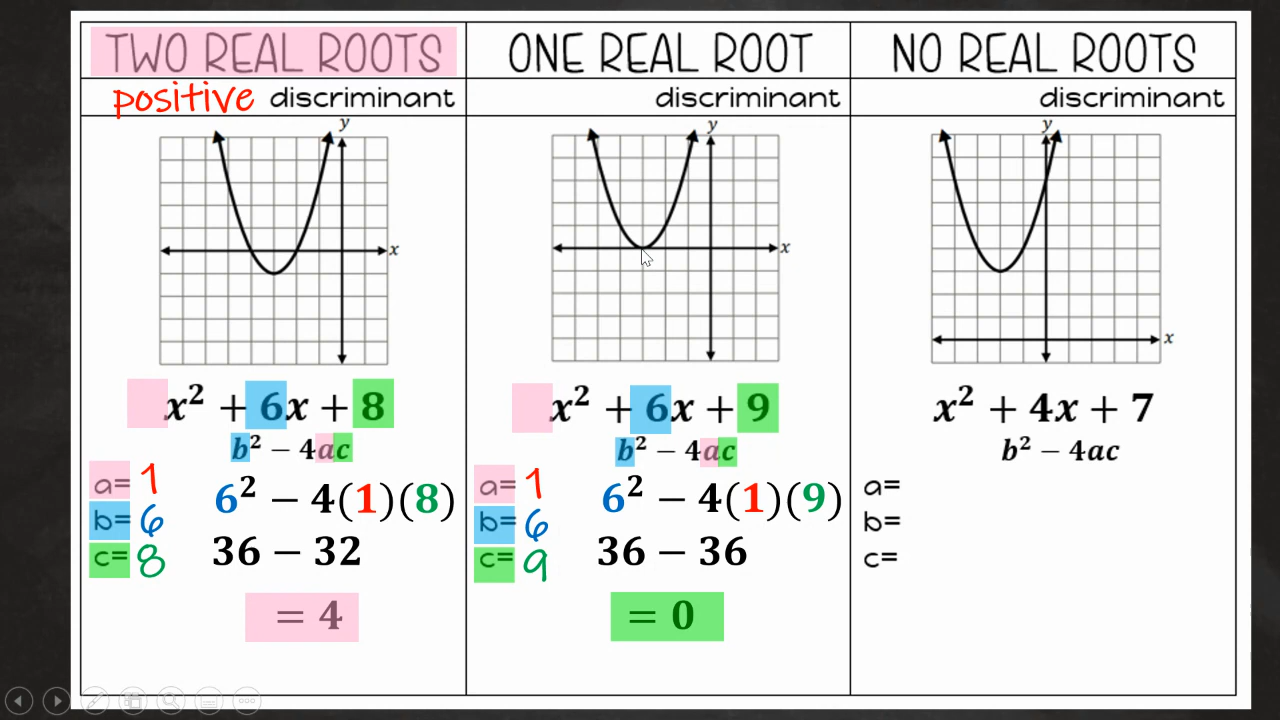 TWO REAL ROOTS
positive discriminant
y
x
x² + 6x + 8
b² − 4ac
a= 1
b= 6
c= 8
6² − 4(1)(8)
36 − 32
= 4
ONE REAL ROOT
discriminant
y
x
x² + 6x + 9
b² − 4ac
a= 1
b= 6
c= 9
6² − 4(1)(9)
36 − 36
= 0
NO REAL ROOTS
discriminant
y
x
x² + 4x + 7
b² − 4ac
a=
b=
c=